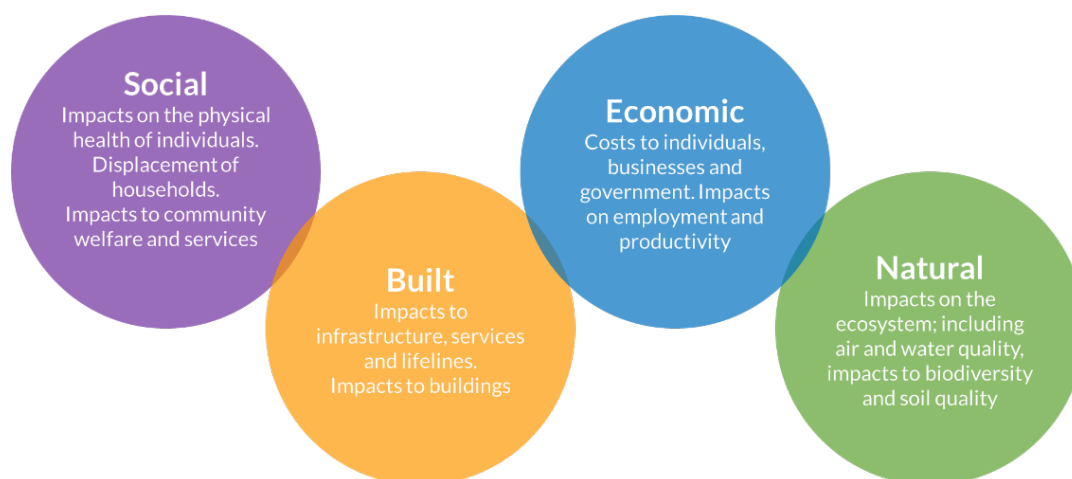 Social
Impacts on the physical
health of individuals.
Displacement of
households.
Impacts to community
welfare and services
Built
Impacts to
infrastructure, services
and lifelines.
Impacts to buildings
Economic
Costs to individuals,
businesses and
government. Impacts
on employment and
productivity
Natural
Impacts on the
ecosystem; including
air and water quality,
impacts to biodiversity
and soil quality